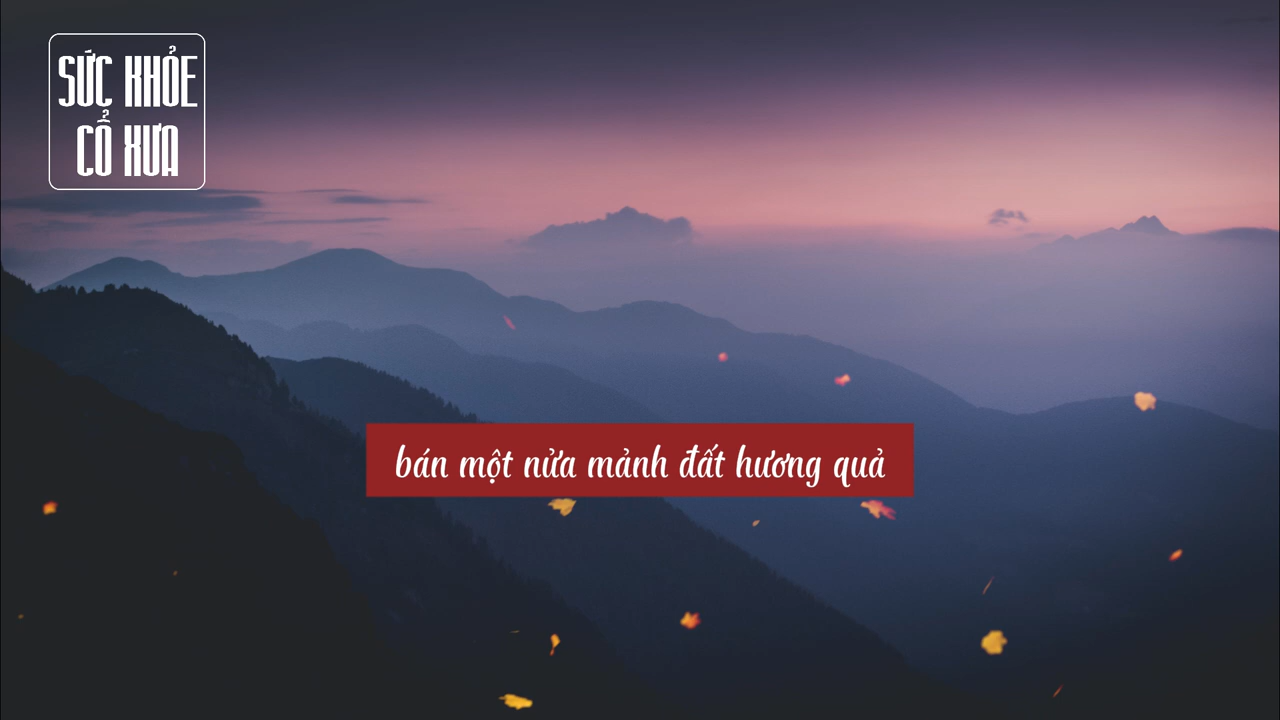 SỨC KHỎE
CỔ XƯA
bán một nửa mảnh đất hương quả